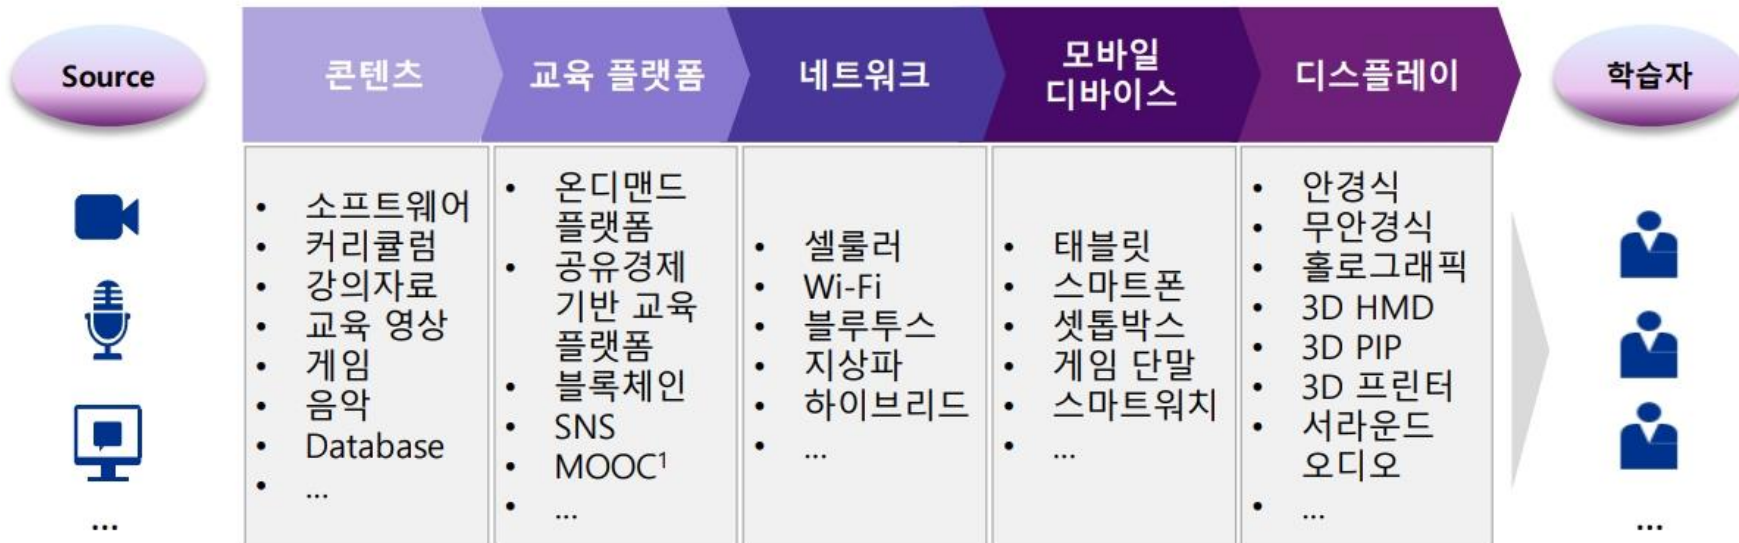 Source
콘텐츠
교육 플랫폼
네트워크
모바일
디바이스
디스플레이
학습자
...
• 소프트웨어
• 커리큘럼
• 강의자료
• 교육 영상
• 게임
• 음악
• Database
• ...
• 온디맨드
플랫폼
• 공유경제
기반 교육
플랫폼
• 블록체인
• SNS
• MOOC¹
• ...
• 셀룰러
• Wi-Fi
• 블루투스
• 지상파
• 하이브리드
• ...
• 태블릿
• 스마트폰
• 셋톱박스
• 게임 단말
• 스마트워치
• ...
• 안경식
• 무안경식
• 홀로그래픽
• 3D HMD
• 3D PIP
• 3D 프린터
• 서라운드
오디오
• ...
...